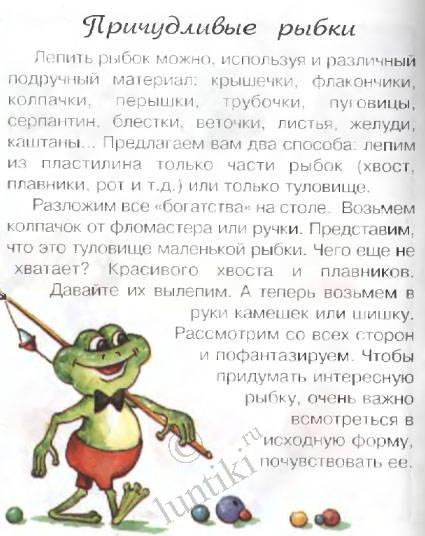 Причудливые рыбки
Лепить рыбок можно, используя и различный
подручный материал: крышечки, флакончики,
колпачки, перышки, трубочки, пуговицы,
серпантин, блестки, веточки, листья, желуди,
каштаны... Предлагаем вам два способа: лепим
из пластилина только части рыбок (хвост,
плавники, рот и т.д.) или только туловище.
Разложим все «богатства» на столе. Возьмем
колпачок от фломастера или ручки. Представим,
что это туловище маленькой рыбки. Чего еще не
хватает? Красивого хвоста и плавников.
Давайте их вылепим. А теперь возьмем в
руки камешек или шишку.
Рассмотрим со всех сторон
и пофантазируем. Чтобы
придумать интересную
рыбку, очень важно
всмотреться в
исходную форму,
почувствовать ее.
© luntiki.ru